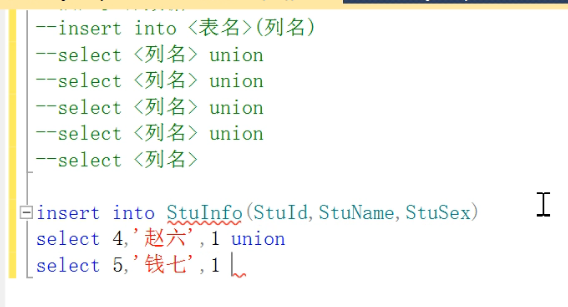 --insert into <表名>(列名)
--select <列名> union
--select <列名> union
--select <列名> union
--select <列名> union
--select <列名>
insert into StuInfo(StuId,StuName,StuSex)
select 4,'赵六',1 union
select 5,'钱七',1